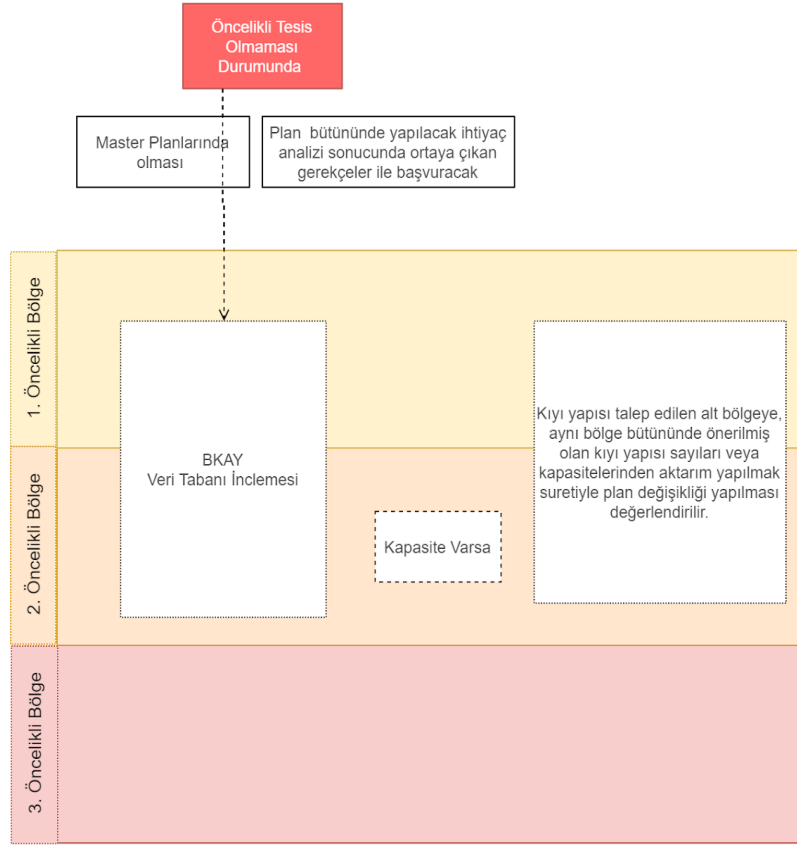 Öncelikli Tesis
Olmaması
Durumunda
Master Planlarında
olması
Plan bütününde yapılacak ihtiyaç
analizi sonucunda ortaya çıkan
gerekçeler ile başvuracak
1. Öncelikli Bölge
BKAY
Veri Tabanı İnclemesi
Kıyı yapısı talep edilen alt bölgeye,
aynı bölge bütününde önerilmiş
olan kıyı yapısı sayıları veya
kapasitelerinden aktarım yapılmak
suretiyle plan değişikliği yapılması
değerlendirilir.
2. Öncelikli Bölge
Kapasite Varsa
3. Öncelikli Bölge